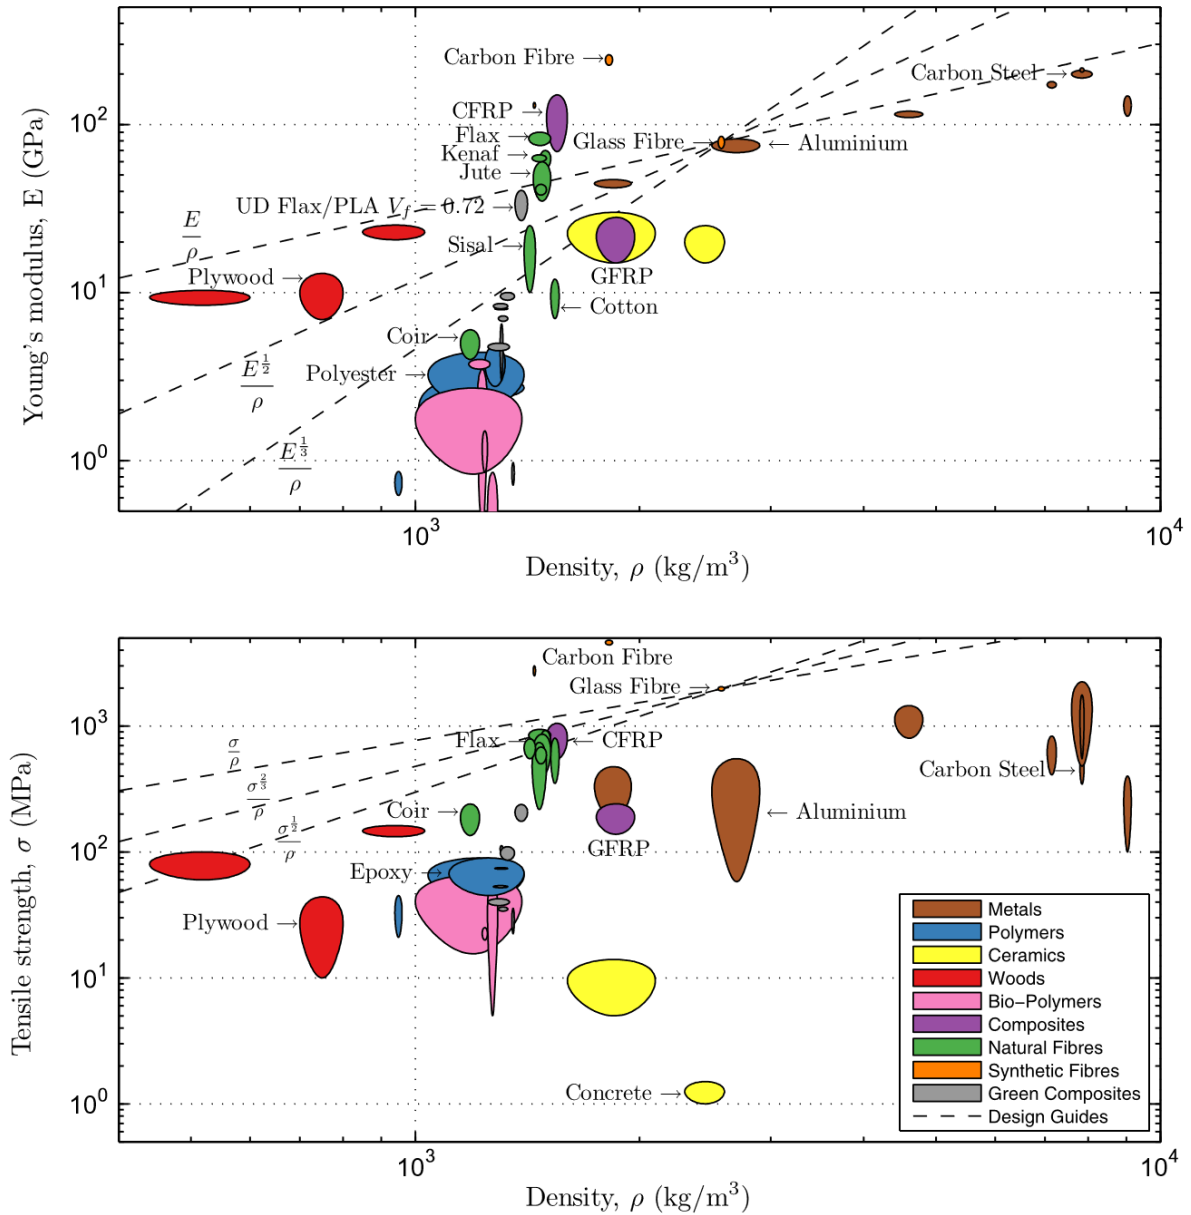 Carbon Fibre →
Carbon Steel →
CFRP →
10²
Flax →
Glass Fibre →
← Aluminium
Kenaf →
Jute →
UD Flax/PLA V_f = 0.72 →
E/ρ
Sisal →
Plywood →
GFRP
10¹
← Cotton
Coir →
E^{1/2}/ρ
Polyester →
E^{1/3}/ρ
10⁰
Young's modulus, E (GPa)
10³
10⁴
Density, ρ (kg/m³)
Carbon Fibre
Glass Fibre →
10³
σ/ρ
Flax →
← CFRP
Carbon Steel →
σ^{2/3}/ρ
Coir →
← Aluminium
σ^{1/2}/ρ
GFRP
10²
Epoxy →
Plywood →
10¹
Concrete →
10⁰
Tensile strength, σ (MPa)
Metals
Polymers
Ceramics
Woods
Bio-Polymers
Composites
Natural Fibres
Synthetic Fibres
Green Composites
Design Guides
10³
10⁴
Density, ρ (kg/m³)